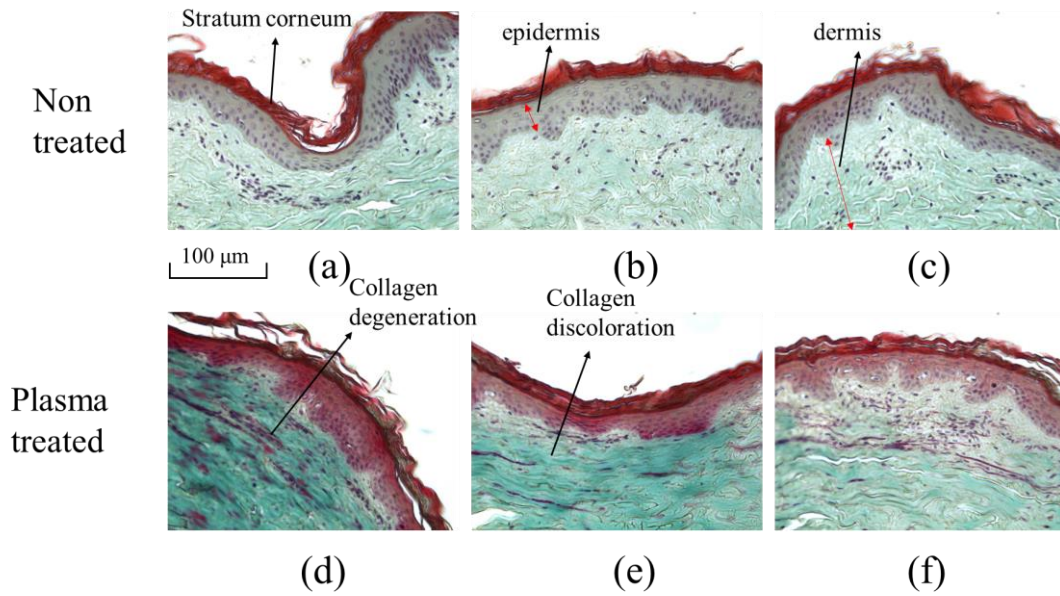 Stratum corneum
epidermis
dermis
Non
treated
(a)
(b)
(c)
100 μm
Collagen
degeneration
Collagen
discoloration
Plasma
treated
(d)
(e)
(f)